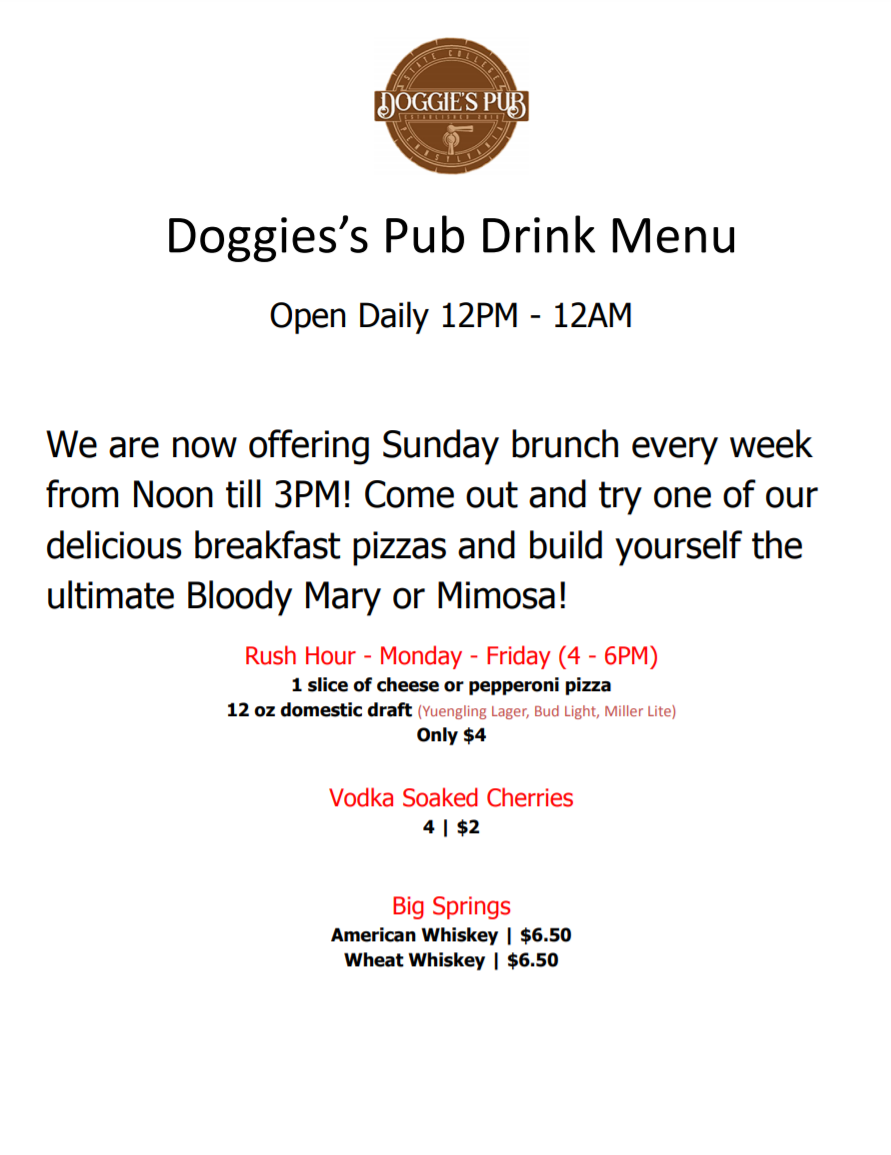 STATE COLLEGE
DOGGIE'S PUB
PENNSYLVANIA
Doggies’s Pub Drink Menu
Open Daily 12PM - 12AM
We are now offering Sunday brunch every week
from Noon till 3PM! Come out and try one of our
delicious breakfast pizzas and build yourself the
ultimate Bloody Mary or Mimosa!
Rush Hour - Monday - Friday (4 - 6PM)
1 slice of cheese or pepperoni pizza
12 oz domestic draft (Yuengling Lager, Bud Light, Miller Lite)
Only $4
Vodka Soaked Cherries
4 | $2
Big Springs
American Whiskey | $6.50
Wheat Whiskey | $6.50